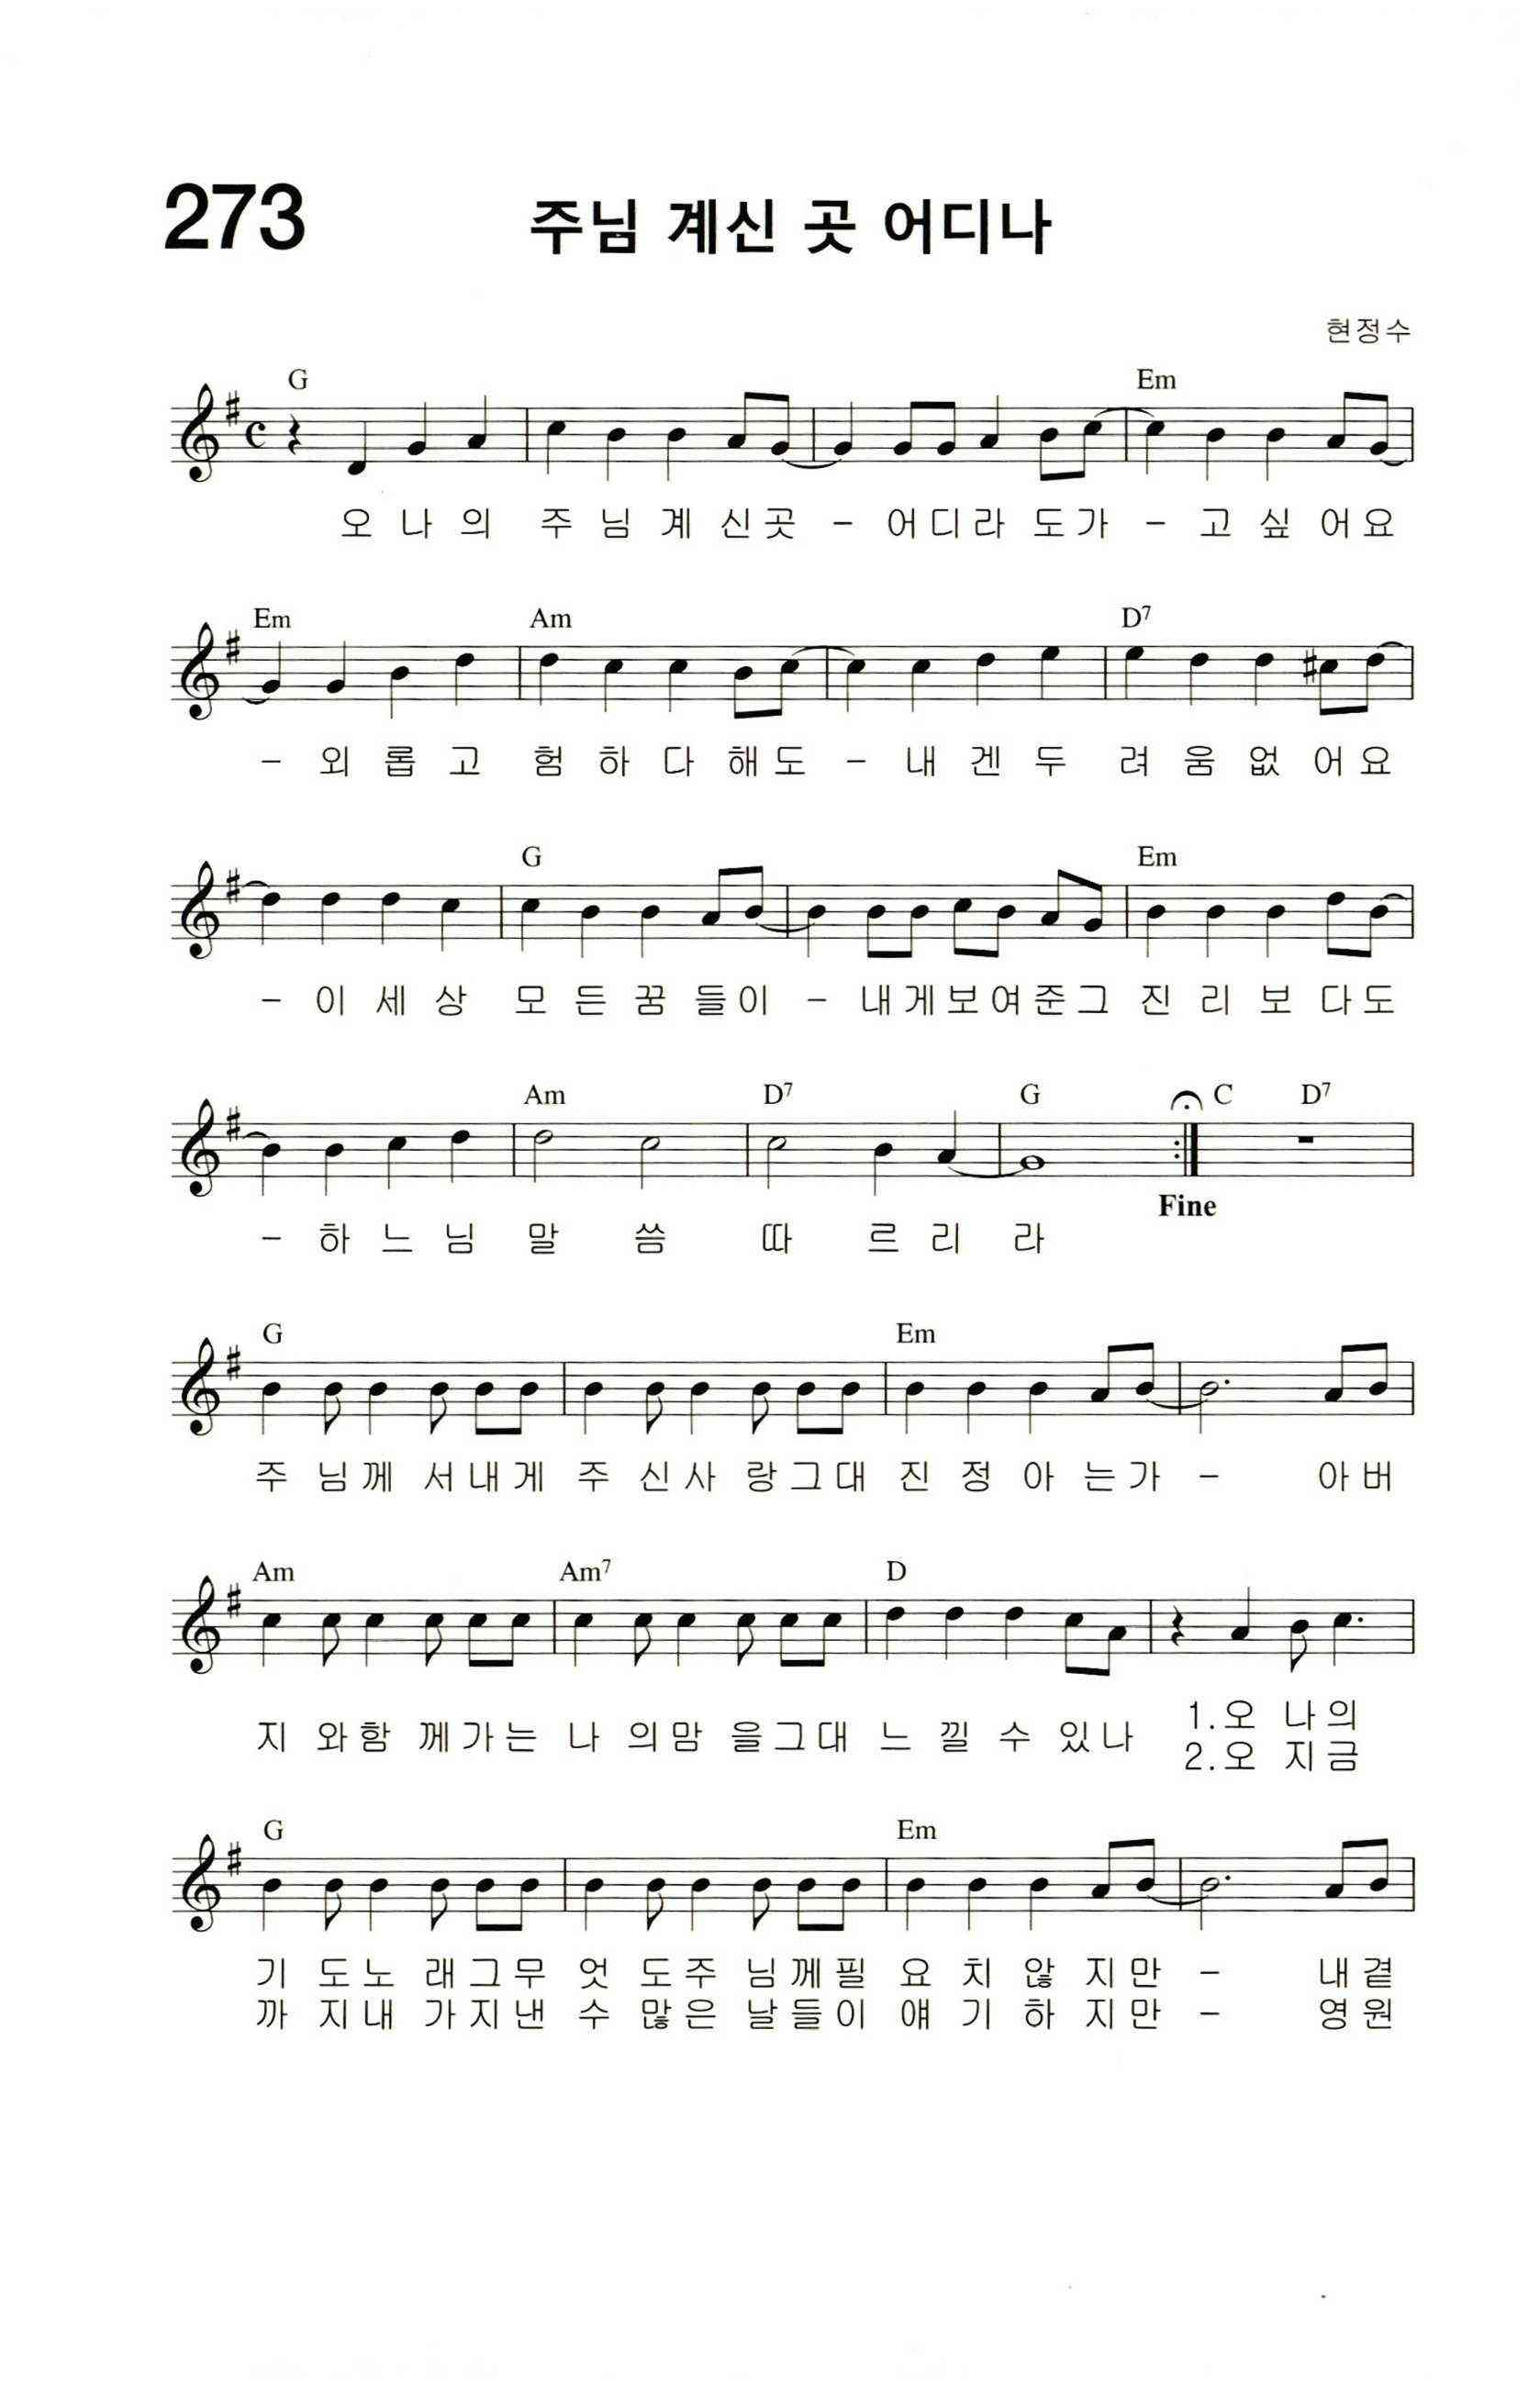 273 주님 계신 곳 어디나
현정수
G Em
오 나 의 주 님 계 신 곳 - 어 디 라 도 가 - 고 싶 어 요
Em Am D7
- 외 롭 고 험 하 다 해 도 - 내 겐 두 려 움 없 어 요
G Em
- 이 세 상 모 든 꿈 들 이 - 내 게 보 여 준 그 진 리 보 다 도
Am D7 G C D7
Fine
- 하 느 님 말 씀 따 르 리 라
G Em
주 님 께 서 내 게 주 신 사 랑 그 대 진 정 아 는 가 - 아 버
Am Am7 D
지 와 함 께 가 는 나 의 맘 을 그 대 느 낄 수 있 나 1. 오 나 의
2. 오 지 금
G Em
기 도 노 래 그 무 엇 도 주 님 께 필 요 치 않 지 만 - 내 곁
까 지 내 가 지 낸 수 많 은 날 들 이 얘 기 하 지 만 - 영 원